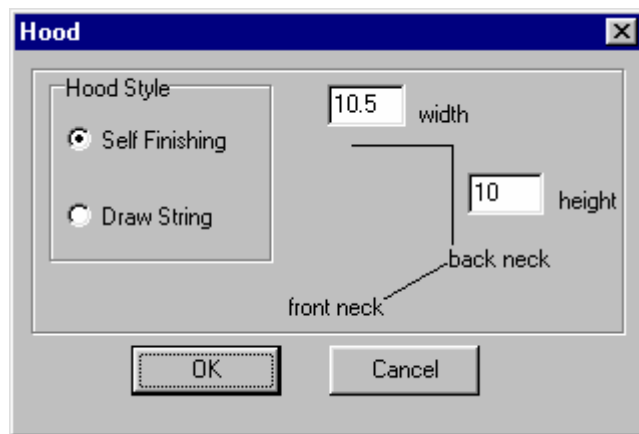 Hood
Hood Style
10.5 width
Self Finishing
10 height
Draw String
back neck
front neck
OK Cancel